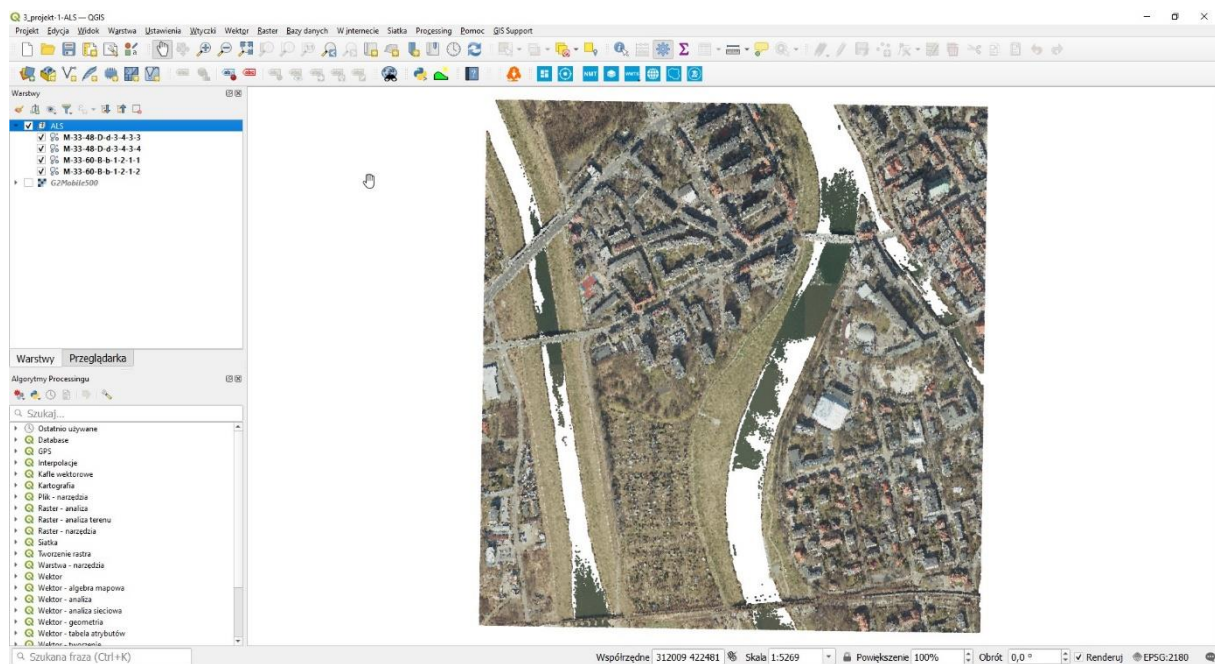 3_projekt-1-ALS — QGIS
Projekt Edycja Widok Warstwa Ustawienia Wtyczki Wektor Raster Bazy danych W internecie Siatka Processing Pomoc GIS Support
NMT WMTS
Warstwy
ALS
M-33-48-D-d-3-4-3-3
M-33-48-D-d-3-4-3-4
M-33-60-B-b-1-2-1-1
M-33-60-B-b-1-2-1-2
G2Mobile500
Warstwy Przeglądarka
Algorytmy Processingu
Szukaj...
Ostatnio używane
Database
GPS
Interpolacje
Kafle wektorowe
Kartografia
Plik - narzędzia
Raster - analiza
Raster - analiza terenu
Raster - narzędzia
Siatka
Tworzenie rastra
Warstwa - narzędzia
Wektor
Wektor - algebra mapowa
Wektor - analiza
Wektor - analiza sieciowa
Wektor - geometria
Wektor - tabela atrybutów
Wektor - tworzenie
Szukana fraza (Ctrl+K) Współrzędne 312009 422481 Skala 1:5269 Powiększenie 100% Obrót 0,0 ° Renderuj EPSG:2180